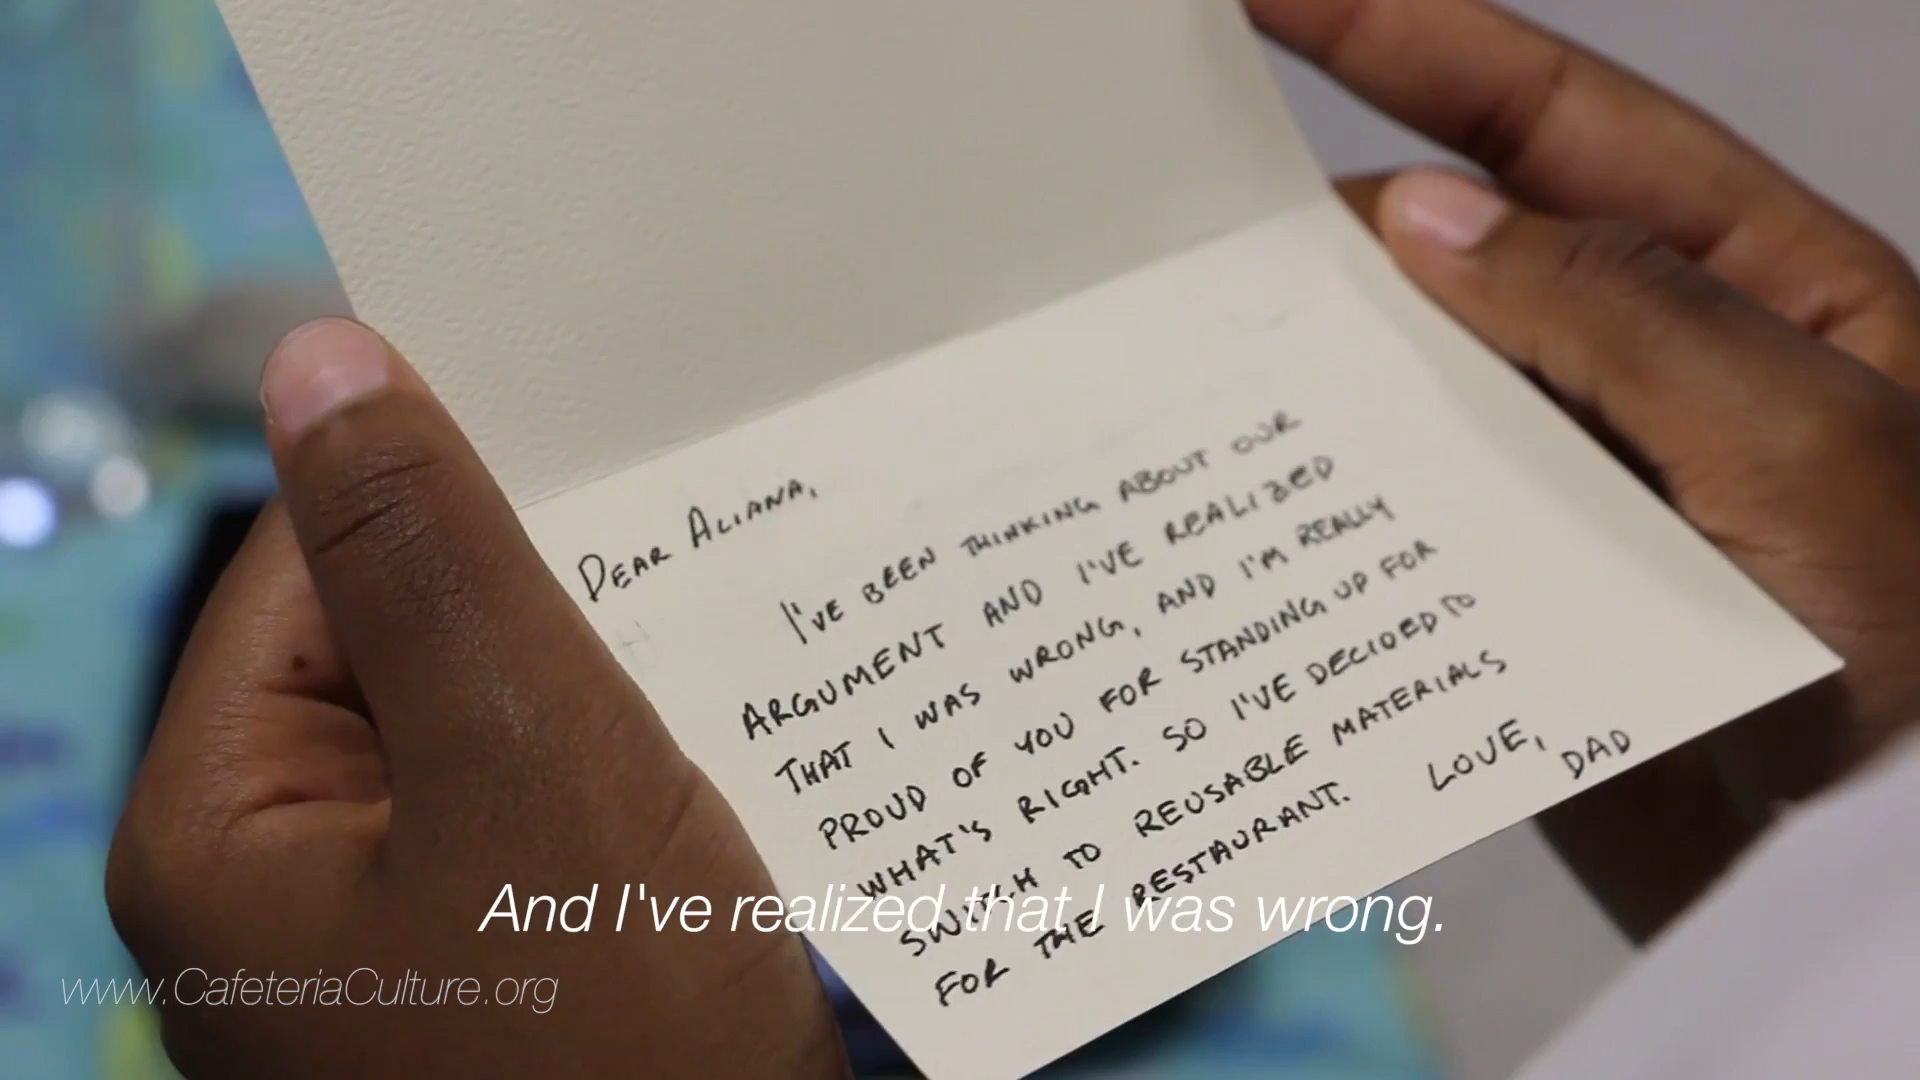 DEAR ALIANA,
I'VE BEEN THINKING ABOUT OUR
ARGUMENT AND I'VE REALIZED
THAT I WAS WRONG, AND I'M REALLY
PROUD OF YOU FOR STANDING UP FOR
WHAT'S RIGHT. SO I'VE DECIDED TO
SWITCH TO REUSABLE MATERIALS
FOR THE RESTAURANT. LOVE,
DAD
And I've realized that I was wrong.
www.CafeteriaCulture.org